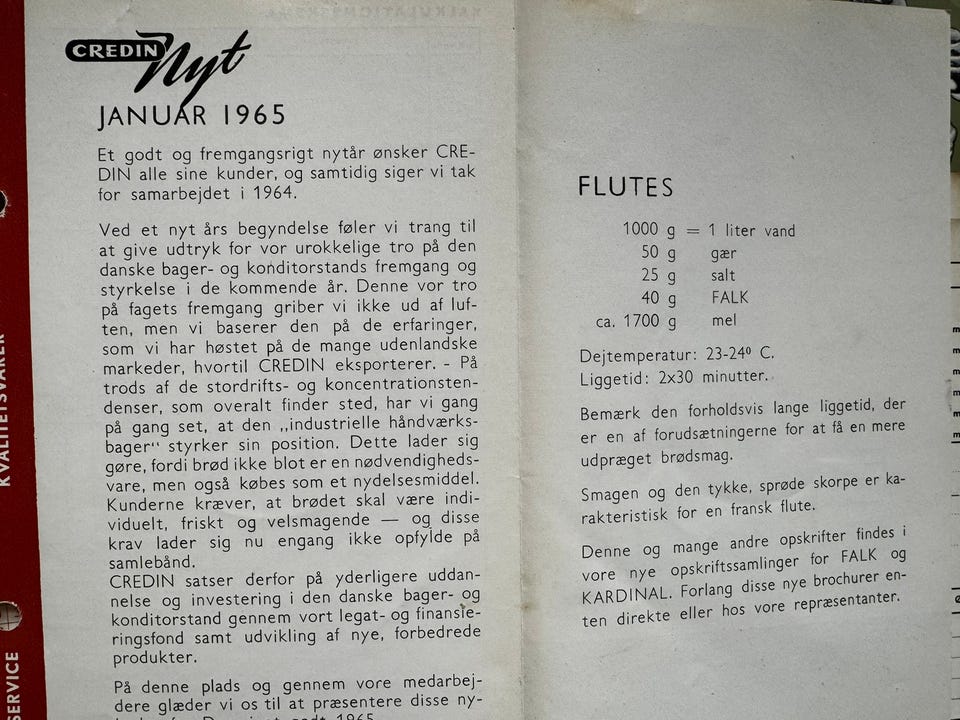 CREDIN Nyt
JANUAR 1965
Et godt og fremgangsrigt nytår ønsker CRE-
DIN alle sine kunder, og samtidig siger vi tak
for samarbejdet i 1964.
Ved et nyt års begyndelse føler vi trang til
at give udtryk for vor urokkelige tro på den
danske bager- og konditorstands fremgang og
styrkelse i de kommende år. Denne vor tro
på fagets fremgang griber vi ikke ud af luf-
ten, men vi baserer den på de erfaringer,
som vi har høstet på de mange udenlandske
markeder, hvortil CREDIN eksporterer. - På
trods af de stordrifts- og koncentrationsten-
denser, som overalt finder sted, har vi gang
på gang set, at den „industrielle håndværks-
bager“ styrker sin position. Dette lader sig
gøre, fordi brød ikke blot er en nødvendigheds-
vare, men også købes som et nydelsesmiddel.
Kunderne kræver, at brødet skal være indi-
viduelt, friskt og velsmagende — og disse
krav lader sig nu engang ikke opfylde på
samlebånd.
CREDIN satser derfor på yderligere uddan-
nelse og investering i den danske bager- og
konditorstand gennem vort legat- og finansie-
ringsfond samt udvikling af nye, forbedrede
produkter.
På denne plads og gennem vore medarbej-
dere glæder vi os til at præsentere disse ny-
godt 1965
FLUTES
1000 g = 1 liter vand
50 g gær
25 g salt
40 g FALK
ca. 1700 g mel
Dejtemperatur: 23-24⁰ C.
Liggetid: 2x30 minutter.
Bemærk den forholdsvis lange liggetid, der
er en af forudsætningerne for at få en mere
udpræget brødsmag.
Smagen og den tykke, sprøde skorpe er ka-
rakteristisk for en fransk flute.
Denne og mange andre opskrifter findes i
vore nye opskriftssamlinger for FALK og
KARDINAL. Forlang disse nye brochurer en-
ten direkte eller hos vore repræsentanter.
KVALITETSVARER
SERVICE